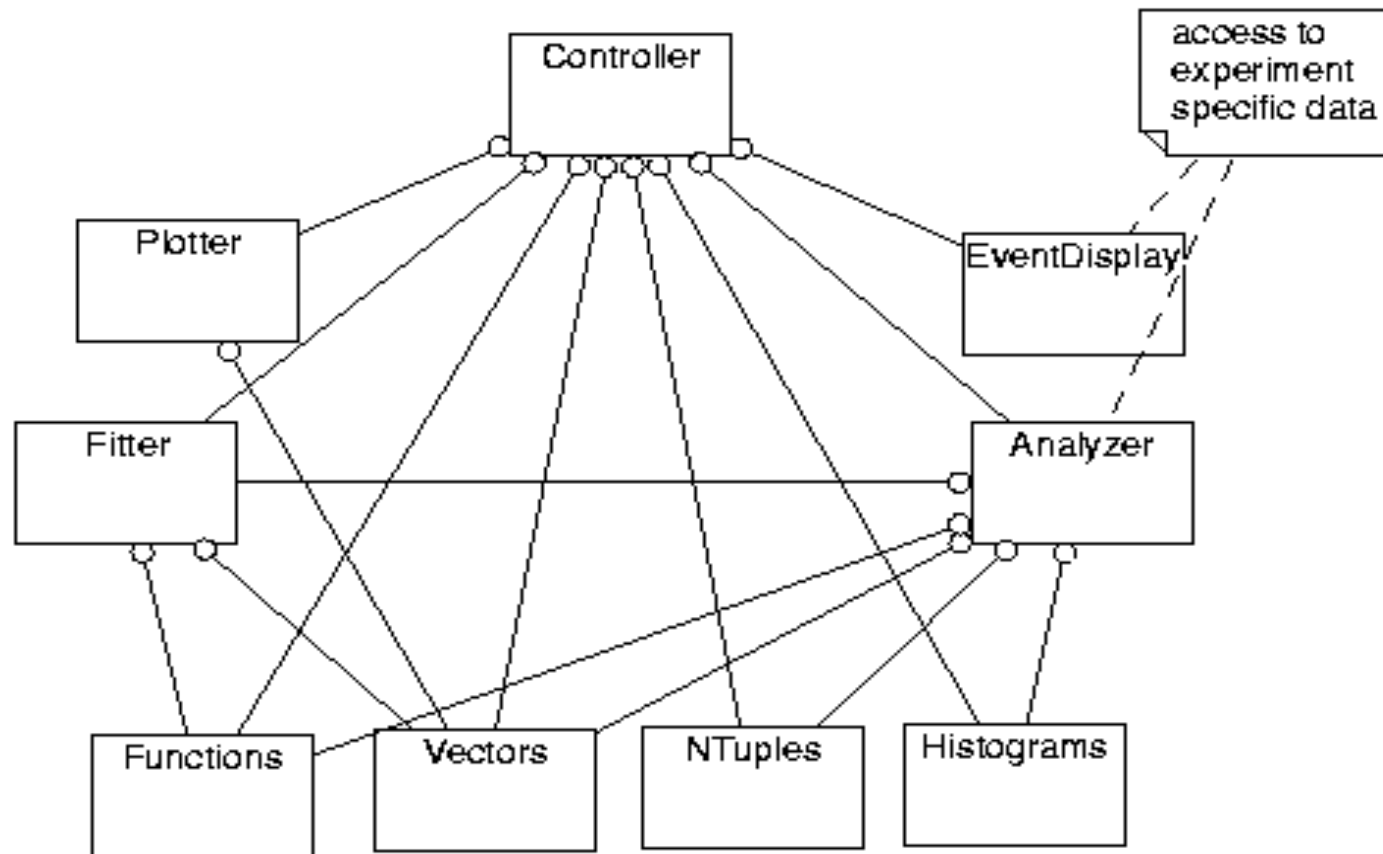 Controller
access to
experiment
specific data
Plotter
EventDisplay
Fitter
Analyzer
Functions
Vectors
NTuples
Histograms